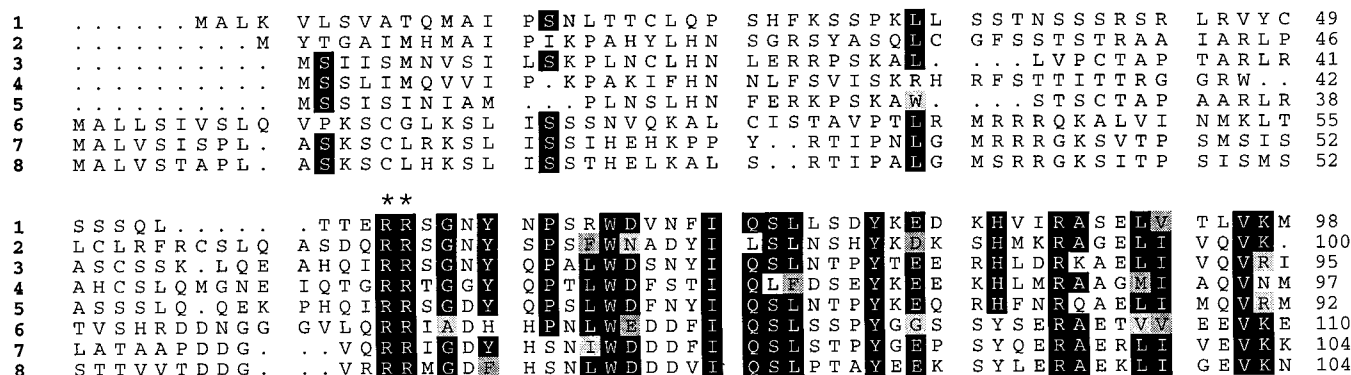 1 . . . . . . M A L K V L S V A T Q M A I P S N L T T C L Q P S H F K S S P K L L S S T N S S S R S R L R V Y C 49
2 . . . . . . . . . M Y T G A I M H M A I P I K P A H Y L H N S G R S Y A S Q L C G F S S T S T R A A I A R L P 46
3 . . . . . . . . . . M S I I S M N V S I L S K P L N C L H N L E R R P S K A L . . . L V P C T A P T A R L R 41
4 . . . . . . . . . . M S S L I M Q V V I P . K P A K I F H N N L F S V I S K R H R F S T T I T T R G G R W . . 42
5 . . . . . . . . . . M S S I S I N I A M . . . P L N S L H N F E R K P S K A W . . . S T S C T A P A A R L R 38
6 M A L L S I V S L Q V P K S C G L K S L I S S S N V Q K A L C I S T A V P T L R M R R R Q K A L V I N M K L T 55
7 M A L V S I S P L . A S K S C L R K S L I S S I H E H K P P Y . . R T I P N L G M R R R G K S V T P S M S I S 52
8 M A L V S T A P L . A S K S C L H K S L I S S T H E L K A L S . . R T I P A L G M S R R G K S I T P S I S M S 52
* *
1 S S S Q L . . . . . . T T E R R S G N Y N P S R W D V N F I Q S L L S D Y K E D K H V I R A S E L V T L V K M 98
2 L C L R F R C S L Q A S D Q R R S G N Y S P S F W N A D Y I L S L N S H Y K D K S H M K R A G E L I V Q V K . 100
3 A S C S S K . L Q E A H Q I R R S G N Y Q P A L W D S N Y I Q S L N T P Y T E E R H L D R K A E L I V Q V R I 95
4 A H C S L Q M G N E I Q T G R R T G G Y Q P T L W D F S T I Q L F D S E Y K E E K H L M R A A G M I A Q V N M 97
5 A S S S L Q . Q E K P H Q I R R S G D Y Q P S L W D F N Y I Q S L N T P Y K E Q R H F N R Q A E L I M Q V R M 92
6 T V S H R D D N G G G V L Q R R I A D H H P N L W E D D F I Q S L S S P Y G G S S Y S E R A E T V V E E V K E 110
7 L A T A A P D D G . . . V Q R R I G D Y H S N I W D D D F I Q S L S T P Y G E P S Y Q E R A E R L I V E V K K 104
8 S T T V V T D D G . . . V R R R M G D F H S N L W D D D V I Q S L P T A Y E E K S Y L E R A E K L I G E V K N 104